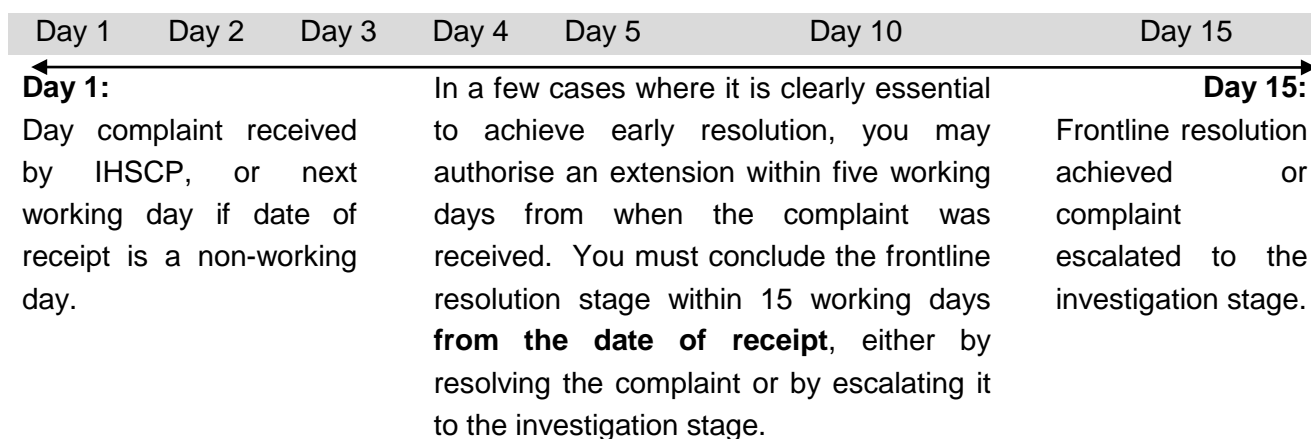 Day 1 Day 2 Day 3 Day 4 Day 5 Day 10 Day 15
Day 1:
Day complaint received
by IHSCP, or next
working day if date of
receipt is a non-working
day.
In a few cases where it is clearly essential
to achieve early resolution, you may
authorise an extension within five working
days from when the complaint was
received. You must conclude the frontline
resolution stage within 15 working days
from the date of receipt, either by
resolving the complaint or by escalating it
to the investigation stage.
Day 15:
Frontline resolution
achieved or
complaint
escalated to the
investigation stage.